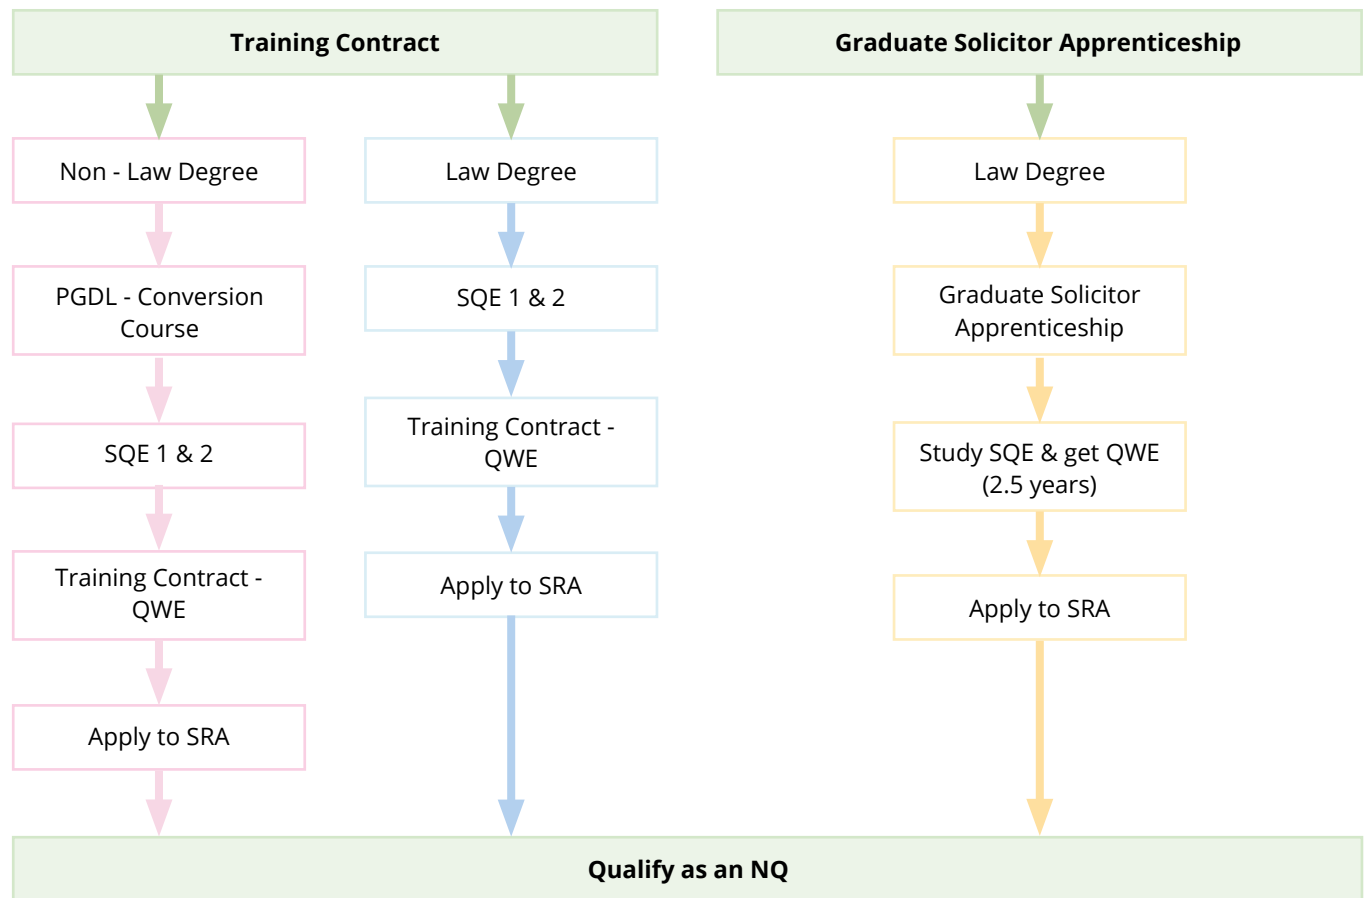 Training Contract
Graduate Solicitor Apprenticeship
Non - Law Degree
PGDL - Conversion
Course
SQE 1 & 2
Training Contract -
QWE
Apply to SRA
Law Degree
SQE 1 & 2
Training Contract -
QWE
Apply to SRA
Law Degree
Graduate Solicitor
Apprenticeship
Study SQE & get QWE
(2.5 years)
Apply to SRA
Qualify as an NQ